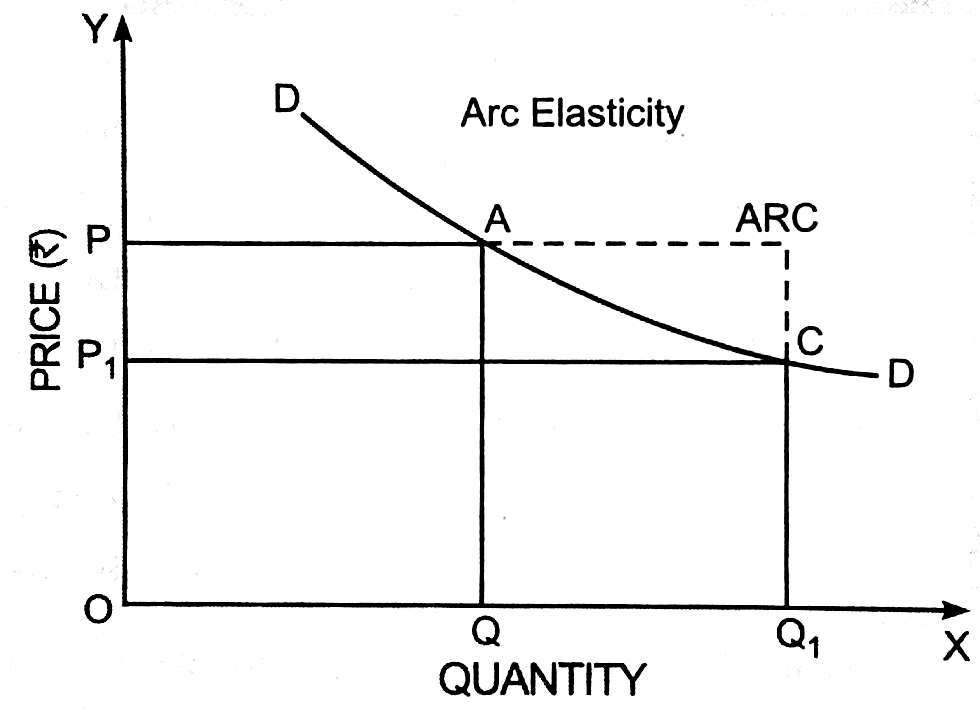 Y
D
Arc Elasticity
A
ARC
P
PRICE (₹)
P₁
C
D
O
Q
Q₁
X
QUANTITY